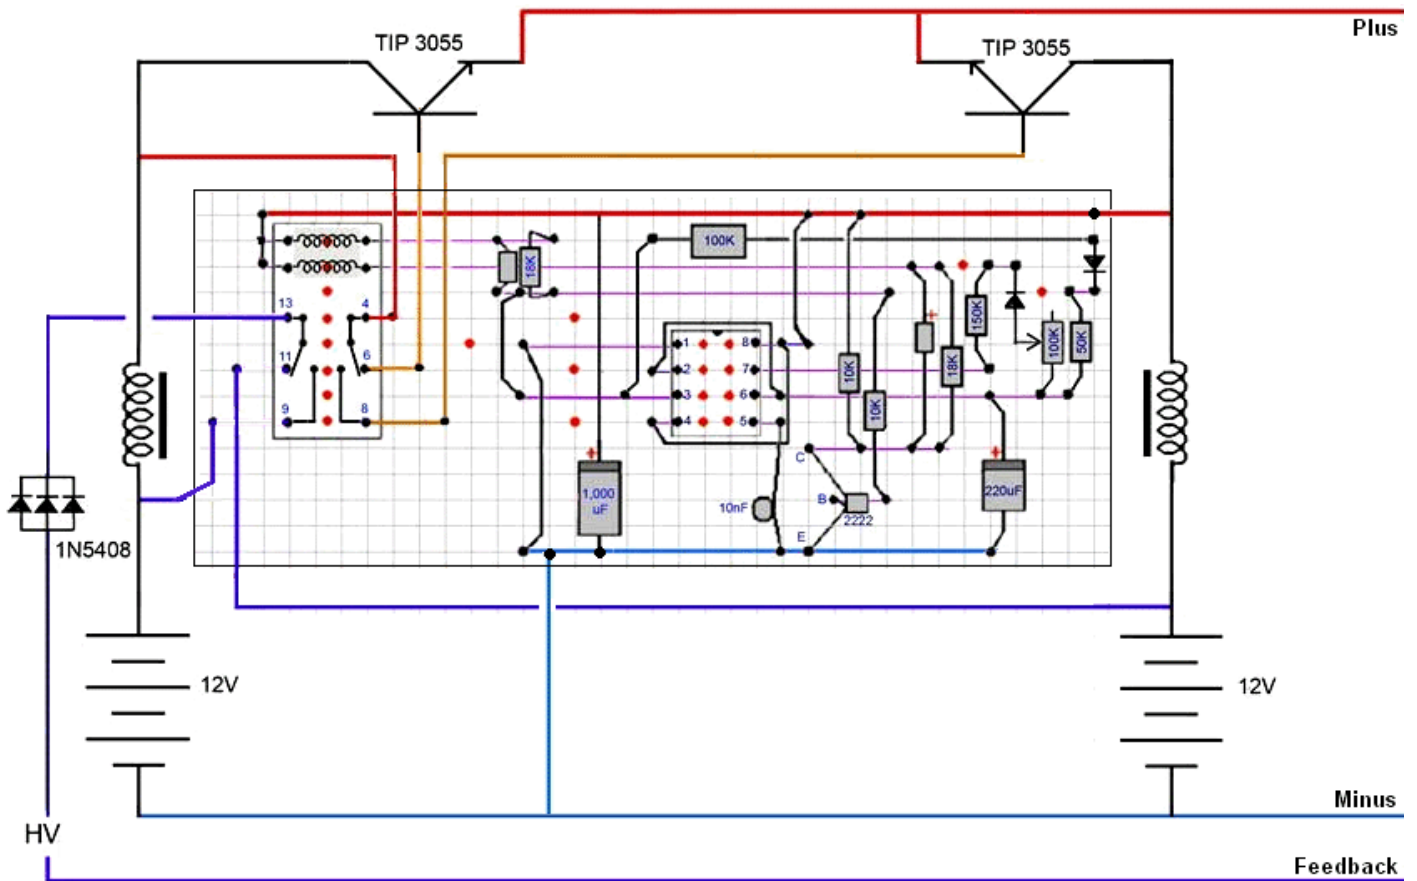 Plus
TIP 3055
TIP 3055
100K
18K
13
4
11
6
9
8
1
8
2
7
3
6
4
5
150K
100K
50K
10K
18K
10K
+
+
+
C
B
E
2222
10nF
1,000
uF
220uF
1N5408
12V
12V
Minus
HV
Feedback